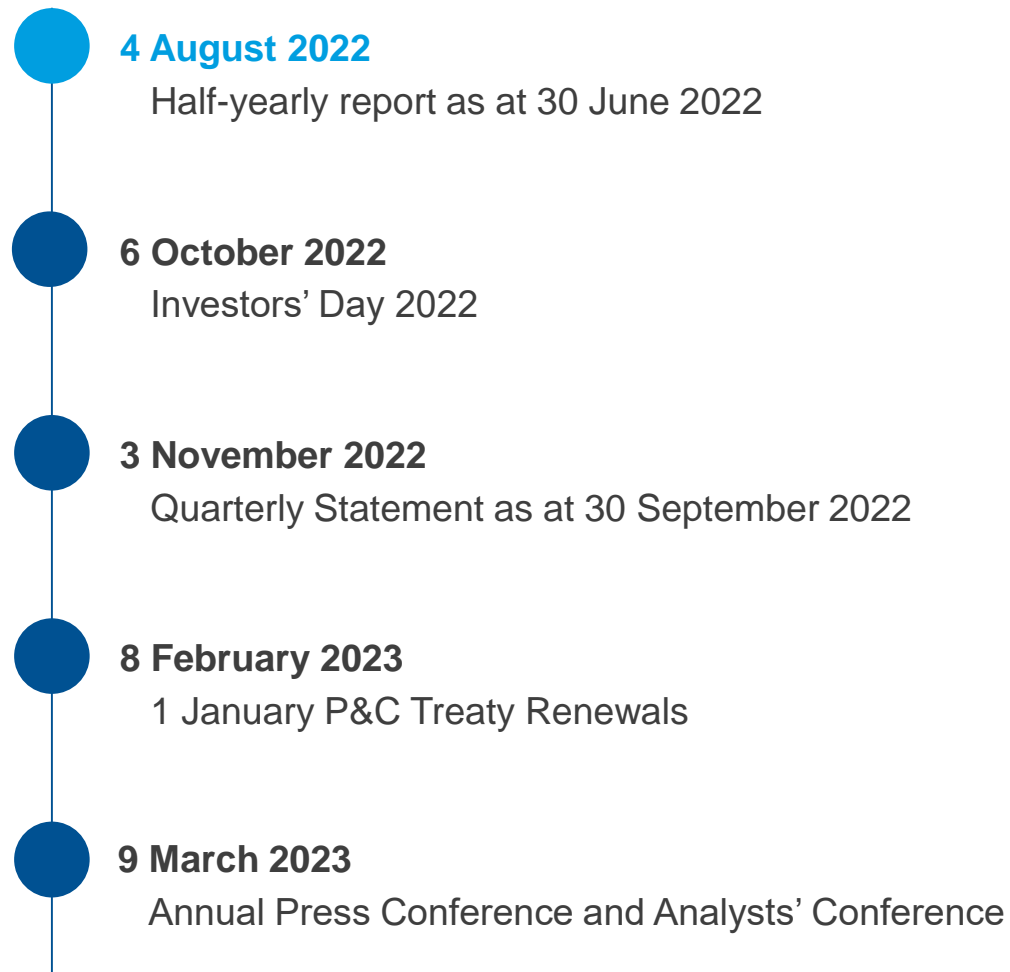 4 August 2022
Half-yearly report as at 30 June 2022
6 October 2022
Investors’ Day 2022
3 November 2022
Quarterly Statement as at 30 September 2022
8 February 2023
1 January P&C Treaty Renewals
9 March 2023
Annual Press Conference and Analysts’ Conference